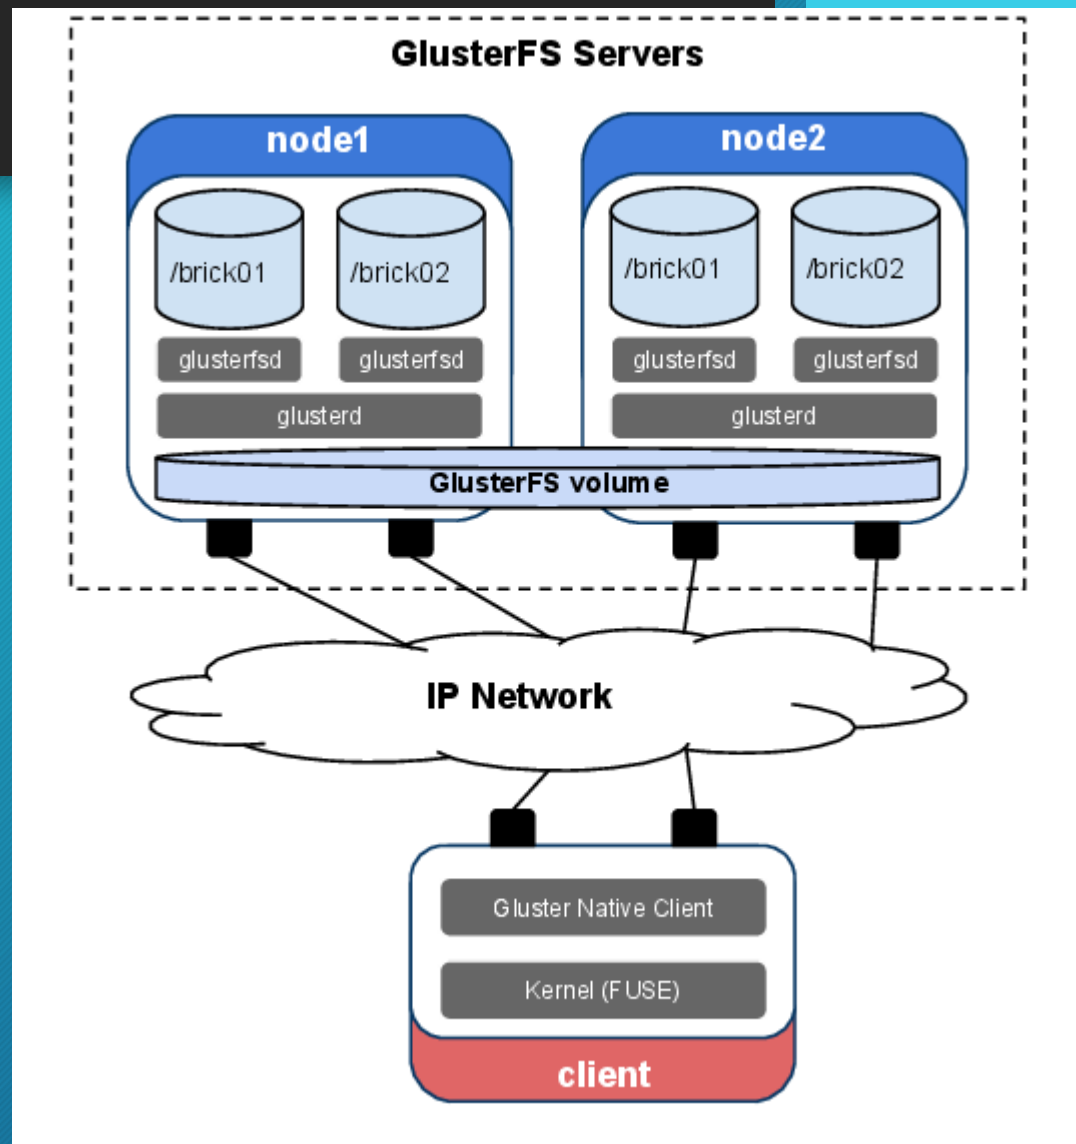 GlusterFS Servers
node1
node2
/brick01
/brick02
/brick01
/brick02
glusterfsd
glusterfsd
glusterfsd
glusterfsd
glusterd
glusterd
GlusterFS volume
IP Network
Gluster Native Client
Kernel (FUSE)
client